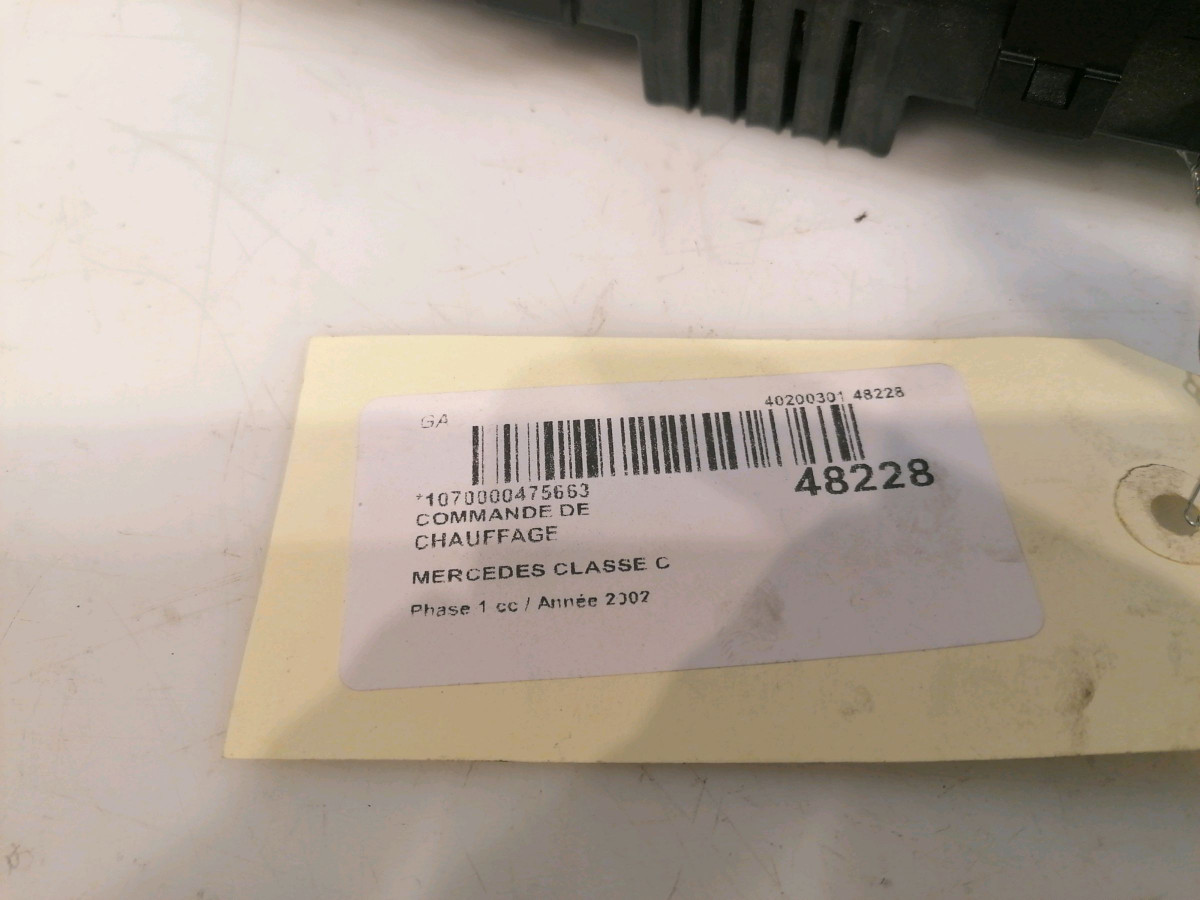 GA
40200301 48228
48228
*1070000475663
COMMANDE DE
CHAUFFAGE
MERCEDES CLASSE C
Phase 1 cc / Année 2002